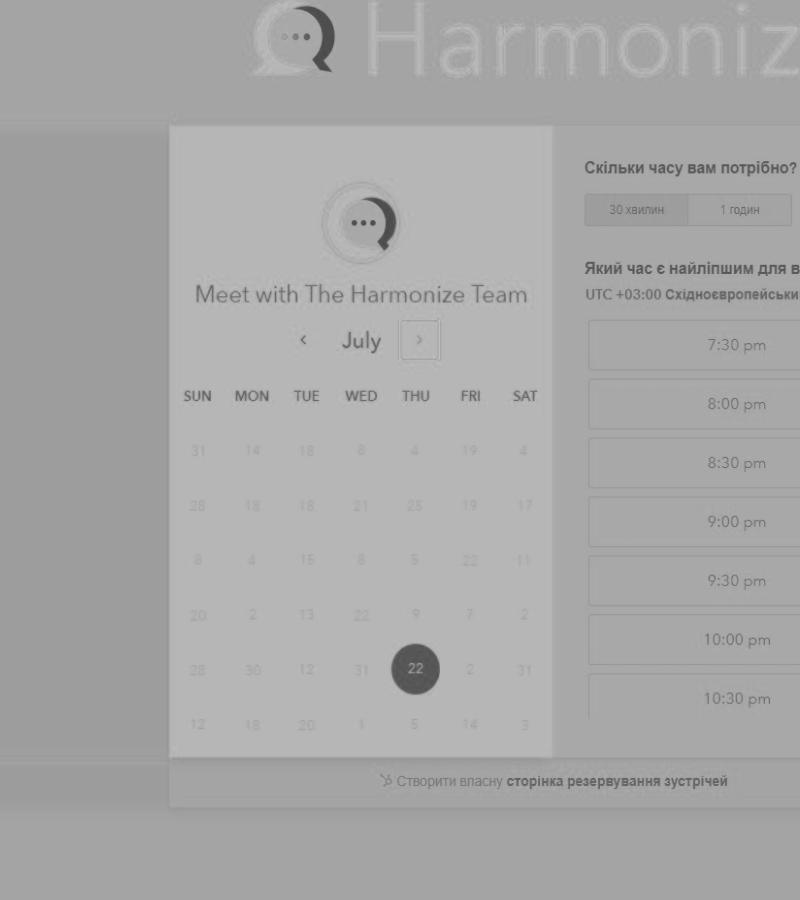 Harmoniz
Meet with The Harmonize Team
July
SUN MON TUE WED THU FRI SAT
31 14 18 8 4 19 4
28 18 18 21 25 19 17
8 4 15 8 5 22 11
20 2 13 22 9 7 2
28 30 12 31 22 2 31
12 18 20 1 5 14 3
Скільки часу вам потрібно?
30 хвилин 1 годин
Який час є найліпшим для в
UTC +03:00 Східноєвропейськи
7:30 pm
8:00 pm
8:30 pm
9:00 pm
9:30 pm
10:00 pm
10:30 pm
Створити власну сторінка резервування зустрічей